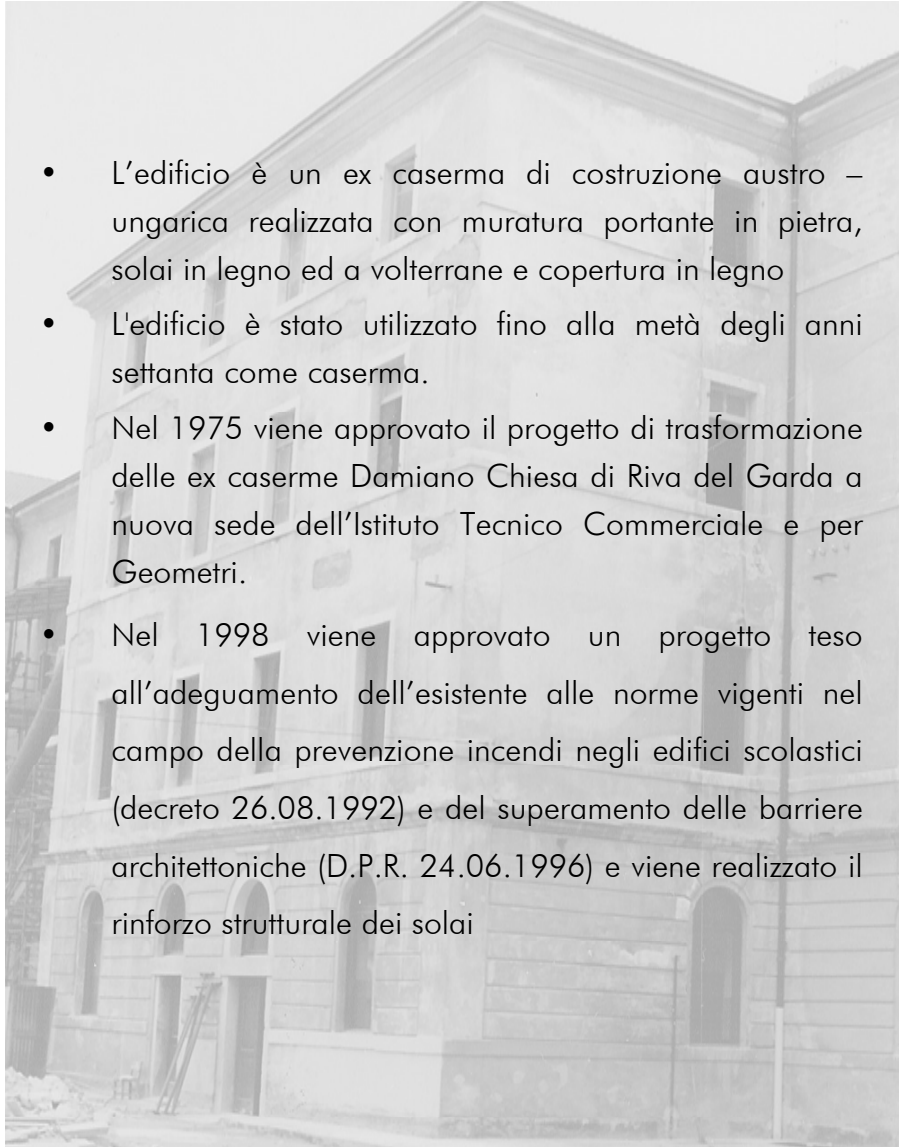 • L’edificio è un ex caserma di costruzione austro –
ungarica realizzata con muratura portante in pietra,
solai in legno ed a volterrane e copertura in legno
• L'edificio è stato utilizzato fino alla metà degli anni
settanta come caserma.
• Nel 1975 viene approvato il progetto di trasformazione
delle ex caserme Damiano Chiesa di Riva del Garda a
nuova sede dell’Istituto Tecnico Commerciale e per
Geometri.
• Nel 1998 viene approvato un progetto teso
all’adeguamento dell’esistente alle norme vigenti nel
campo della prevenzione incendi negli edifici scolastici
(decreto 26.08.1992) e del superamento delle barriere
architettoniche (D.P.R. 24.06.1996) e viene realizzato il
rinforzo strutturale dei solai